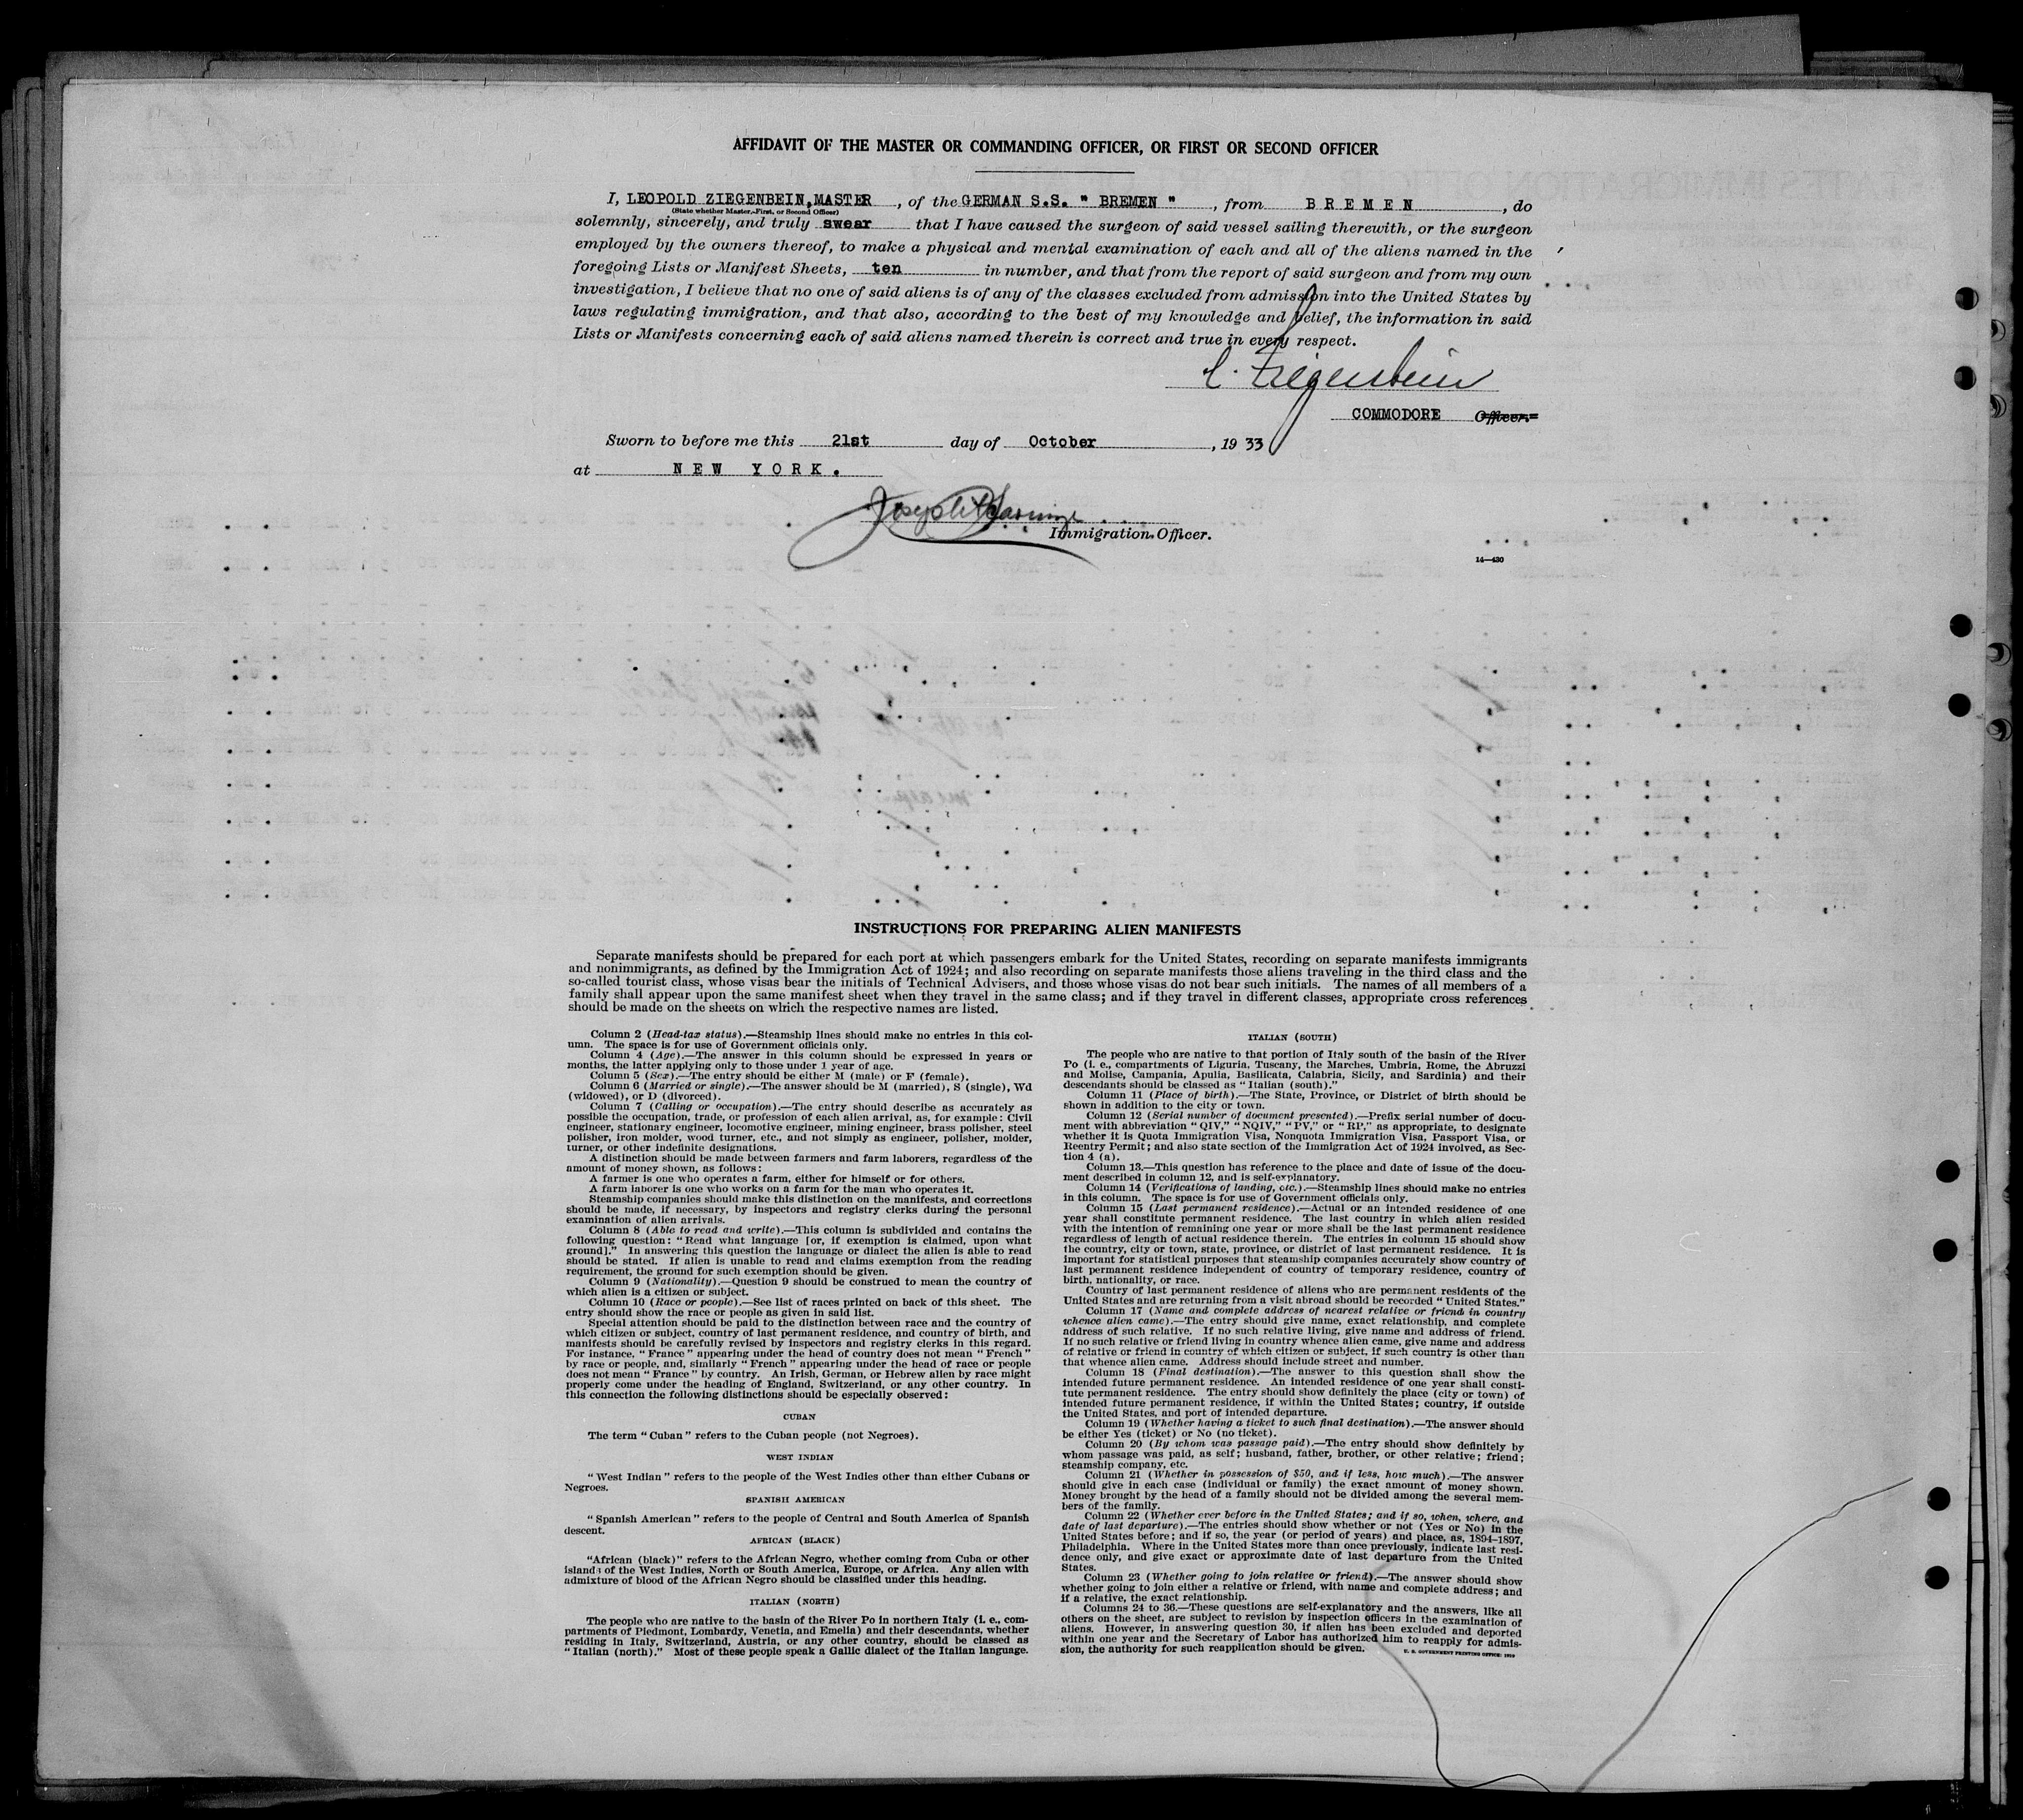 AFFIDAVIT OF THE MASTER OR COMMANDING OFFICER, OR FIRST OR SECOND OFFICER
I, LEOPOLD ZIEGENBEIN, MASTER , of the GERMAN S.S. " BREMEN " , from B R E M E N , do
(State whether Master, First, or Second Officer)
solemnly, sincerely, and truly swear that I have caused the surgeon of said vessel sailing therewith, or the surgeon
employed by the owners thereof, to make a physical and mental examination of each and all of the aliens named in the
foregoing Lists or Manifest Sheets, ten in number, and that from the report of said surgeon and from my own
investigation, I believe that no one of said aliens is of any of the classes excluded from admission into the United States by
laws regulating immigration, and that also, according to the best of my knowledge and belief, the information in said
Lists or Manifests concerning each of said aliens named therein is correct and true in every respect.
L. Ziegenbein
COMMODORE Officer.
Sworn to before me this 21st day of October , 19 33
at N E W Y O R K .
Joseph
Immigration Officer.
14—430
INSTRUCTIONS FOR PREPARING ALIEN MANIFESTS
Separate manifests should be prepared for each port at which passengers embark for the United States, recording on separate manifests immigrants
and nonimmigrants, as defined by the Immigration Act of 1924; and also recording on separate manifests those aliens traveling in the third class and the
so-called tourist class, whose visas bear the initials of Technical Advisers, and those whose visas do not bear such initials. The names of all members of a
family shall appear upon the same manifest sheet when they travel in the same class; and if they travel in different classes, appropriate cross references
should be made on the sheets on which the respective names are listed.
Column 2 (Head-tax status).—Steamship lines should make no entries in this col-
umn. The space is for use of Government officials only.
Column 4 (Age).—The answer in this column should be expressed in years or
months, the latter applying only to those under 1 year of age.
Column 5 (Sex).—The entry should be either M (male) or F (female).
Column 6 (Married or single).—The answer should be M (married), S (single), Wd
(widowed), or D (divorced).
Column 7 (Calling or occupation).—The entry should describe as accurately as
possible the occupation, trade, or profession of each alien arrival, as, for example: Civil
engineer, stationary engineer, locomotive engineer, mining engineer, brass polisher, steel
polisher, iron molder, wood turner, etc., and not simply as engineer, polisher, molder,
turner, or other indefinite designations.
A distinction should be made between farmers and farm laborers, regardless of the
amount of money shown, as follows:
A farmer is one who operates a farm, either for himself or for others.
A farm laborer is one who works on a farm for the man who operates it.
Steamship companies should make this distinction on the manifests, and corrections
should be made, if necessary, by inspectors and registry clerks during the personal
examination of alien arrivals.
Column 8 (Able to read and write).—This column is subdivided and contains the
following question: "Read what language [or, if exemption is claimed, upon what
ground]." In answering this question the language or dialect the alien is able to read
should be stated. If alien is unable to read and claims exemption from the reading
requirement, the ground for such exemption should be given.
Column 9 (Nationality).—Question 9 should be construed to mean the country of
which alien is a citizen or subject.
Column 10 (Race or people).—See list of races printed on back of this sheet. The
entry should show the race or people as given in said list.
Special attention should be paid to the distinction between race and the country of
which citizen or subject, country of last permanent residence, and country of birth, and
manifests should be carefully revised by inspectors and registry clerks in this regard.
For instance, "France" appearing under the head of country does not mean "French"
by race or people, and, similarly "French" appearing under the head of race or people
does not mean "France" by country. An Irish, German, or Hebrew alien by race might
properly come under the heading of England, Switzerland, or any other country. In
this connection the following distinctions should be especially observed:
CUBAN
The term "Cuban" refers to the Cuban people (not Negroes).
WEST INDIAN
"West Indian" refers to the people of the West Indies other than either Cubans or
Negroes.
SPANISH AMERICAN
"Spanish American" refers to the people of Central and South America of Spanish
descent.
AFRICAN (BLACK)
"African (black)" refers to the African Negro, whether coming from Cuba or other
islands of the West Indies, North or South America, Europe, or Africa. Any alien with
admixture of blood of the African Negro should be classified under this heading.
ITALIAN (NORTH)
The people who are native to the basin of the River Po in northern Italy (i. e., com-
partments of Piedmont, Lombardy, Venetia, and Emelia) and their descendants, whether
residing in Italy, Switzerland, Austria, or any other country, should be classed as
"Italian (north)." Most of these people speak a Gallic dialect of the Italian language.
ITALIAN (SOUTH)
The people who are native to that portion of Italy south of the basin of the River
Po (i. e., compartments of Liguria, Tuscany, the Marches, Umbria, Rome, the Abruzzi
and Molise, Campania, Apulia, Basilicata, Calabria, Sicily, and Sardinia) and their
descendants should be classed as "Italian (south)."
Column 11 (Place of birth).—The State, Province, or District of birth should be
shown in addition to the city or town.
Column 12 (Serial number of document presented).—Prefix serial number of docu-
ment with abbreviation "QIV," "NQIV," "PV," or "RP," as appropriate, to designate
whether it is Quota Immigration Visa, Nonquota Immigration Visa, Passport Visa, or
Reentry Permit; and also state section of the Immigration Act of 1924 involved, as Sec-
tion 4 (a).
Column 13.—This question has reference to the place and date of issue of the docu-
ment described in column 12, and is self-explanatory.
Column 14 (Verifications of landing, etc.).—Steamship lines should make no entries
in this column. The space is for use of Government officials only.
Column 15 (Last permanent residence).—Actual or an intended residence of one
year shall constitute permanent residence. The last country in which alien resided
with the intention of remaining one year or more shall be the last permanent residence
regardless of length of actual residence therein. The entries in column 15 should show
the country, city or town, state, province, or district of last permanent residence. It is
important for statistical purposes that steamship companies accurately show country of
last permanent residence independent of country of temporary residence, country of
birth, nationality, or race.
Country of last permanent residence of aliens who are permanent residents of the
United States and are returning from a visit abroad should be recorded "United States."
Column 17 (Name and complete address of nearest relative or friend in country
whence alien came).—The entry should give name, exact relationship, and complete
address of such relative. If no such relative living, give name and address of friend.
If no such relative or friend living in country whence alien came, give name and address
of relative or friend in country of which citizen or subject, if such country is other than
that whence alien came. Address should include street and number.
Column 18 (Final destination).—The answer to this question shall show the
intended future permanent residence. An intended residence of one year shall consti-
tute permanent residence. The entry should show definitely the place (city or town) of
intended future permanent residence, if within the United States; country, if outside
the United States, and port of intended departure.
Column 19 (Whether having a ticket to such final destination).—The answer should
be either Yes (ticket) or No (no ticket).
Column 20 (By whom was passage paid).—The entry should show definitely by
whom passage was paid, as self; husband, father, brother, or other relative; friend;
steamship company, etc.
Column 21 (Whether in possession of $50, and if less, how much).—The answer
should give in each case (individual or family) the exact amount of money shown.
Money brought by the head of a family should not be divided among the several mem-
bers of the family.
Column 22 (Whether ever before in the United States; and if so, when, where, and
date of last departure).—The entries should show whether or not (Yes or No) in the
United States before; and if so, the year (or period of years) and place, as, 1894-1897,
Philadelphia. Where in the United States more than once previously, indicate last resi-
dence only, and give exact or approximate date of last departure from the United
States.
Column 23 (Whether going to join relative or friend).—The answer should show
whether going to join either a relative or friend, with name and complete address; and
if a relative, the exact relationship.
Columns 24 to 36.—These questions are self-explanatory and the answers, like all
others on the sheet, are subject to revision by inspection officers in the examination of
aliens. However, in answering question 30, if alien has been excluded and deported
within one year and the Secretary of Labor has authorized him to reapply for admis-
sion, the authority for such reapplication should be given.
U. S. GOVERNMENT PRINTING OFFICE: